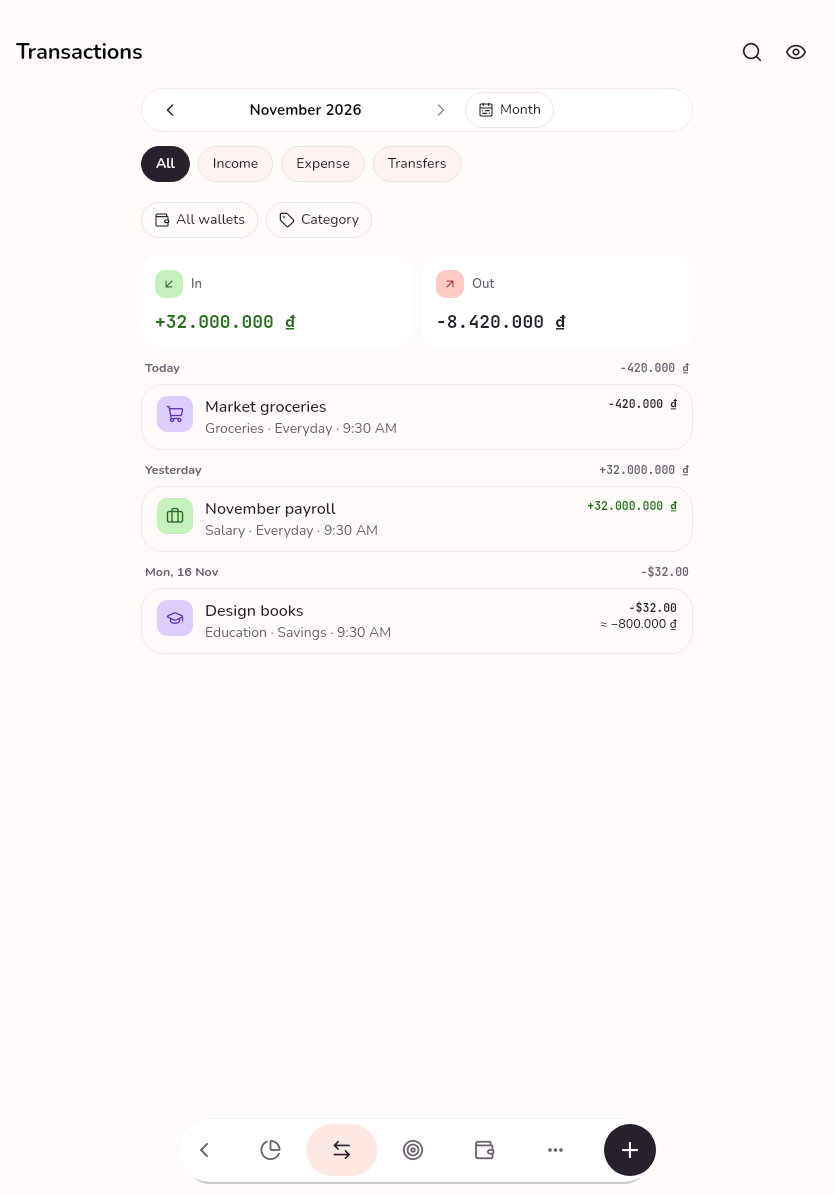 Transactions
November 2026
Month
All
Income
Expense
Transfers
All wallets
Category
In
Out
+32.000.000 ₫
-8.420.000 ₫
Today
-420.000 ₫
Market groceries
-420.000 ₫
Groceries · Everyday · 9:30 AM
Yesterday
+32.000.000 ₫
November payroll
+32.000.000 ₫
Salary · Everyday · 9:30 AM
Mon, 16 Nov
-$32.00
Design books
-$32.00
Education · Savings · 9:30 AM
≈ −800.000 ₫